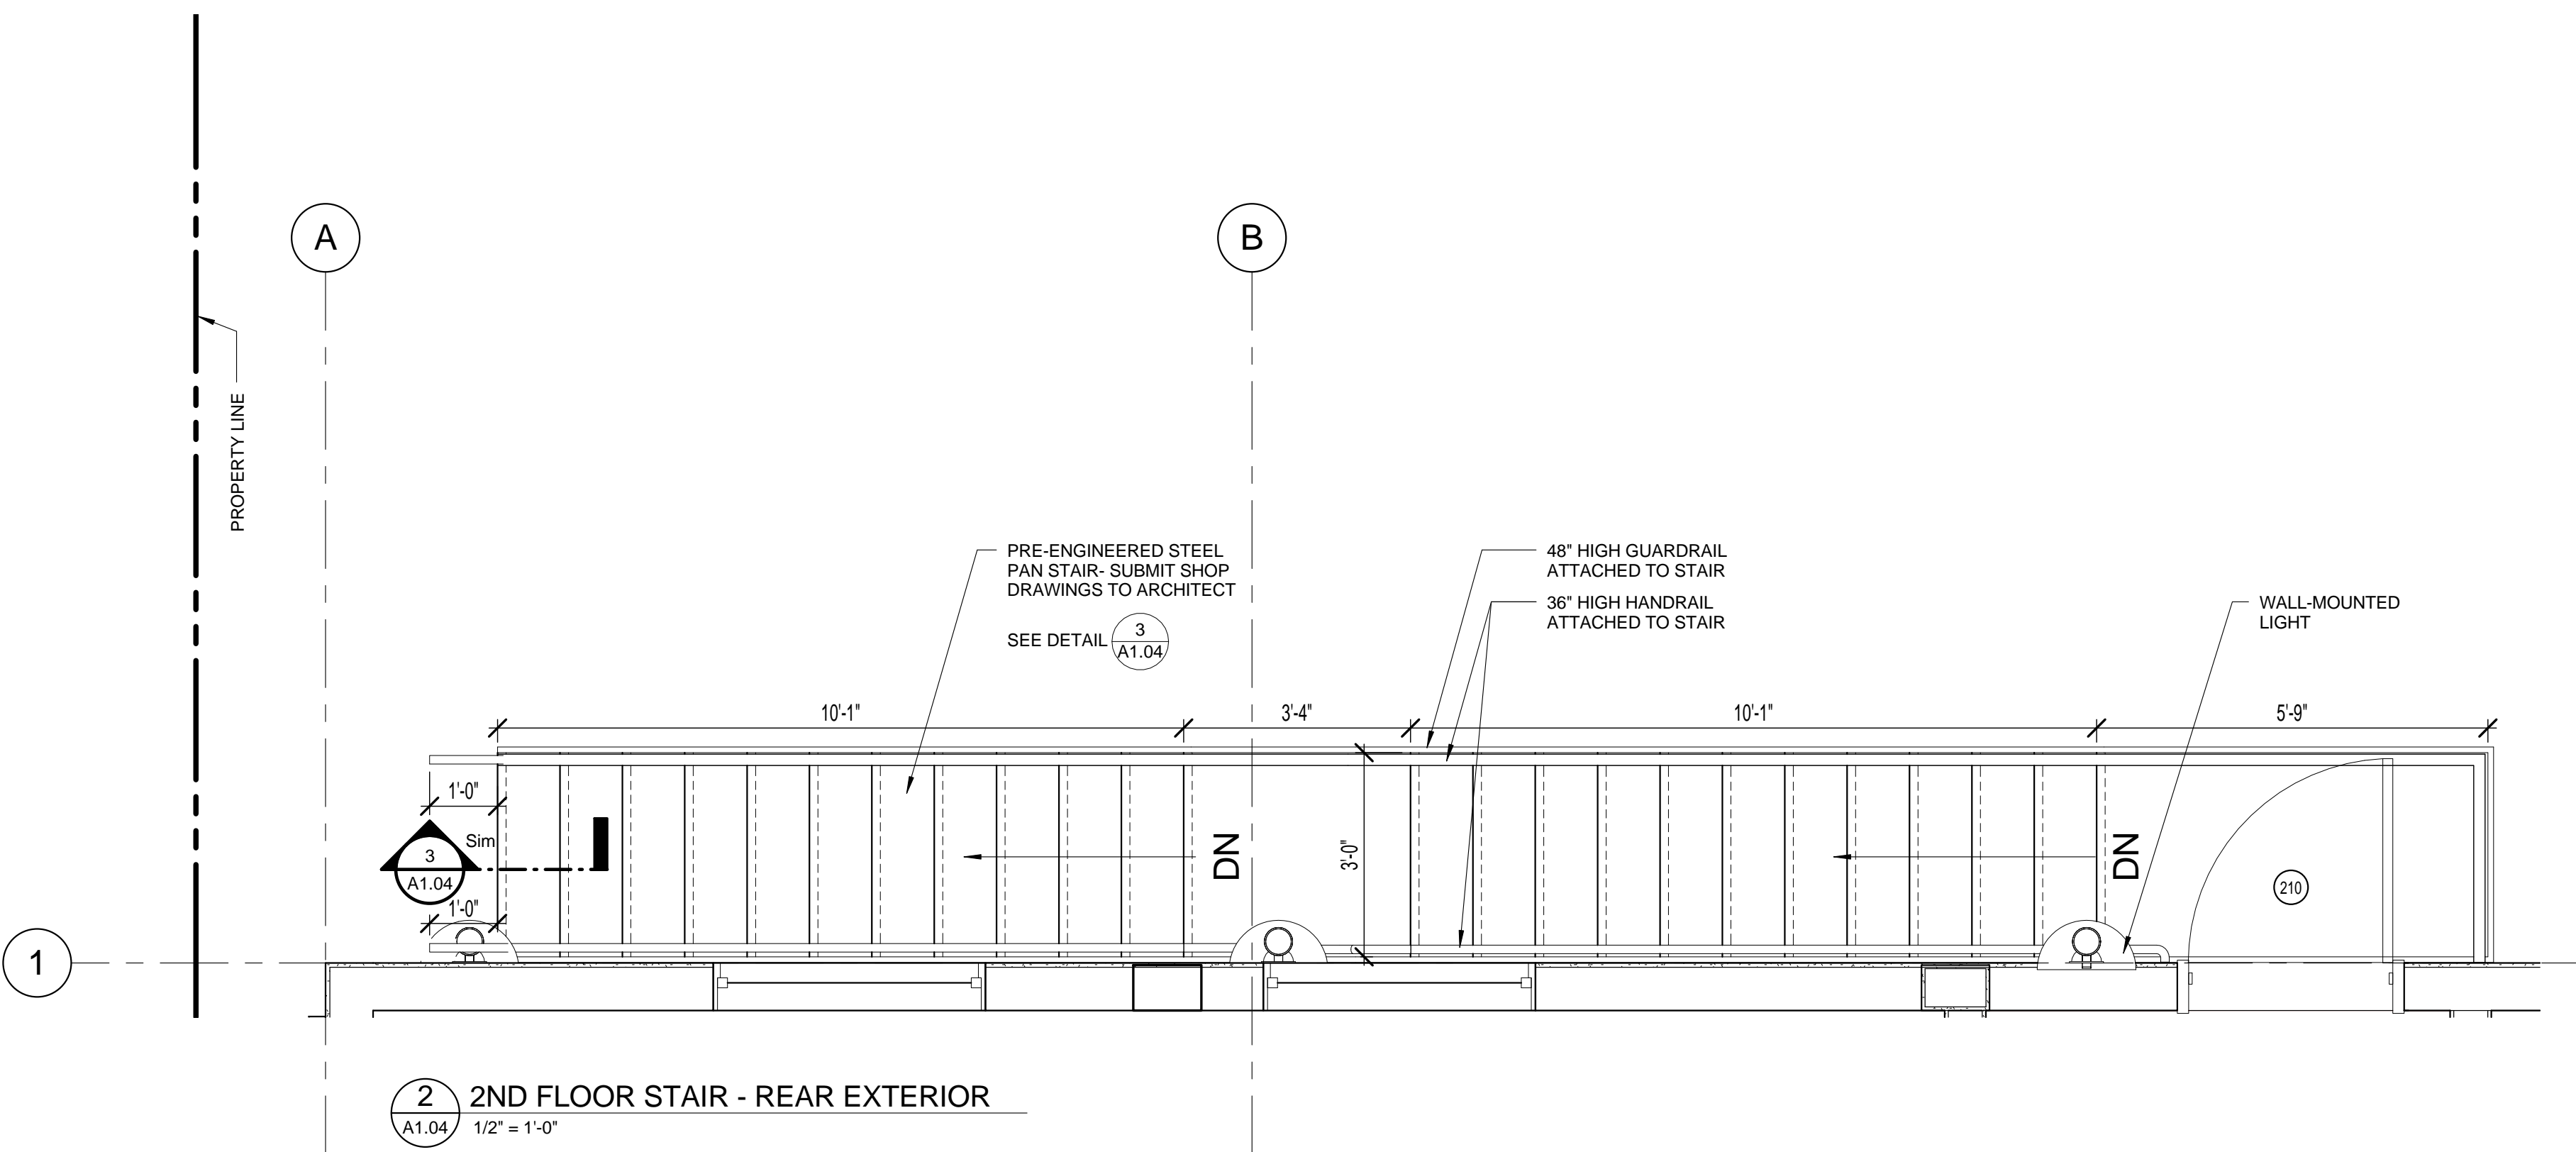 A
B
PROPERTY LINE
PRE-ENGINEERED STEEL
PAN STAIR- SUBMIT SHOP
DRAWINGS TO ARCHITECT
SEE DETAIL
3
A1.04
48" HIGH GUARDRAIL
ATTACHED TO STAIR
36" HIGH HANDRAIL
ATTACHED TO STAIR
WALL-MOUNTED
LIGHT
10'-1"
3'-4"
10'-1"
5'-9"
1'-0"
Sim
3
A1.04
1'-0"
DN
3'-0"
DN
210
1
2
A1.04
2ND FLOOR STAIR - REAR EXTERIOR
1/2" = 1'-0"